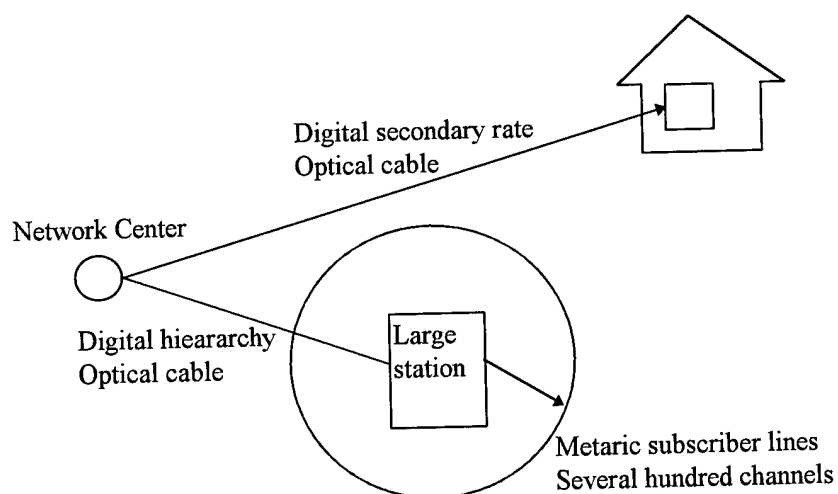 Digital secondary rate
Optical cable
Network Center
Digital hieararchy
Optical cable
Large
station
Metaric subscriber lines
Several hundred channels